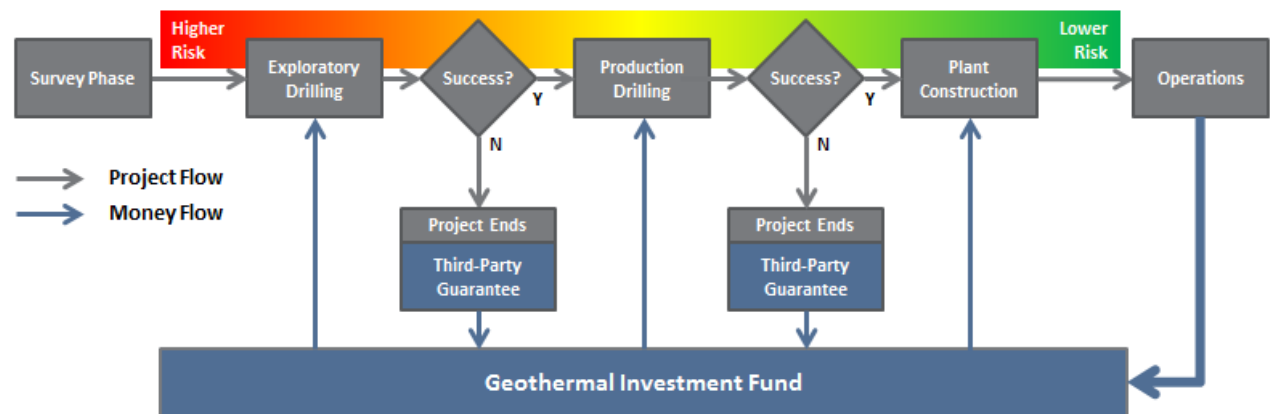 Higher
Risk
Lower
Risk
Survey Phase
Exploratory
Drilling
Success?
Y
Production
Drilling
Success?
Y
Plant
Construction
Operations
N
N
Project Flow
Money Flow
Project Ends
Third-Party
Guarantee
Project Ends
Third-Party
Guarantee
Geothermal Investment Fund